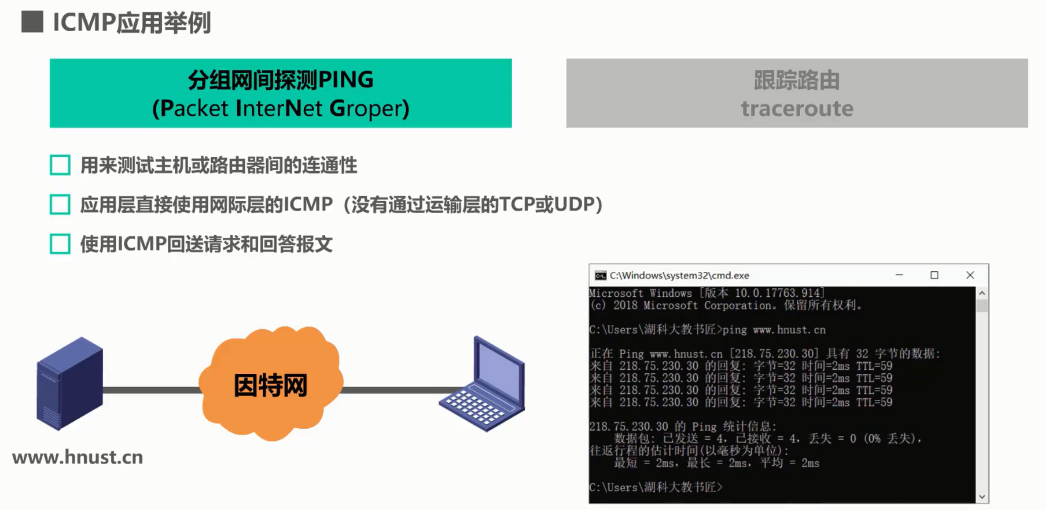 ICMP应用举例
分组网间探测PING
(Packet InterNet Groper)
跟踪路由
traceroute
用来测试主机或路由器间的连通性
应用层直接使用网际层的ICMP（没有通过运输层的TCP或UDP）
使用ICMP回送请求和回答报文
因特网
www.hnust.cn
C:\Windows\system32\cmd.exe
Microsoft Windows [版本 10.0.17763.914]
(c) 2018 Microsoft Corporation。保留所有权利。
C:\Users\湖科大教书匠>ping www.hnust.cn
正在 Ping www.hnust.cn [218.75.230.30] 具有 32 字节的数据:
来自 218.75.230.30 的回复: 字节=32 时间=2ms TTL=59
来自 218.75.230.30 的回复: 字节=32 时间=2ms TTL=59
来自 218.75.230.30 的回复: 字节=32 时间=2ms TTL=59
来自 218.75.230.30 的回复: 字节=32 时间=2ms TTL=59
218.75.230.30 的 Ping 统计信息:
数据包: 已发送 = 4，已接收 = 4，丢失 = 0 (0% 丢失)，
往返行程的估计时间(以毫秒为单位):
最短 = 2ms，最长 = 2ms，平均 = 2ms
C:\Users\湖科大教书匠>